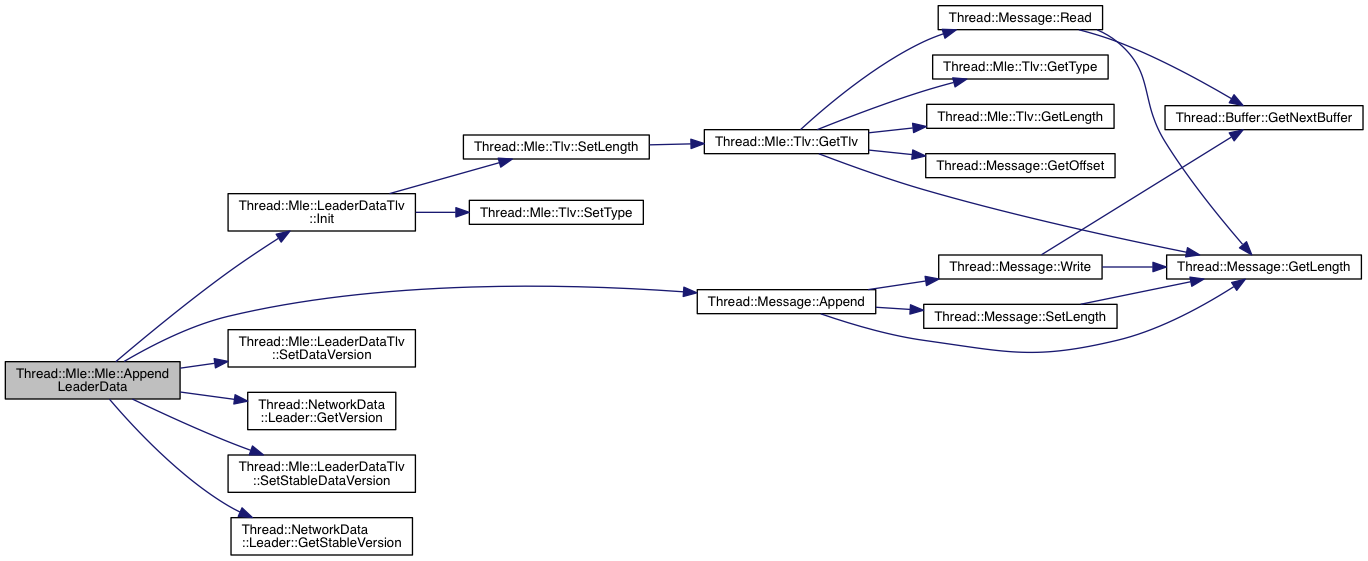 Thread::Message::Read
Thread::Mle::Tlv::GetType
Thread::Mle::Tlv::GetLength
Thread::Buffer::GetNextBuffer
Thread::Mle::Tlv::SetLength
Thread::Mle::Tlv::GetTlv
Thread::Message::GetOffset
Thread::Mle::LeaderDataTlv
::Init
Thread::Mle::Tlv::SetType
Thread::Message::Write
Thread::Message::GetLength
Thread::Message::Append
Thread::Message::SetLength
Thread::Mle::LeaderDataTlv
::SetDataVersion
Thread::Mle::Mle::Append
LeaderData
Thread::NetworkData
::Leader::GetVersion
Thread::Mle::LeaderDataTlv
::SetStableDataVersion
Thread::NetworkData
::Leader::GetStableVersion